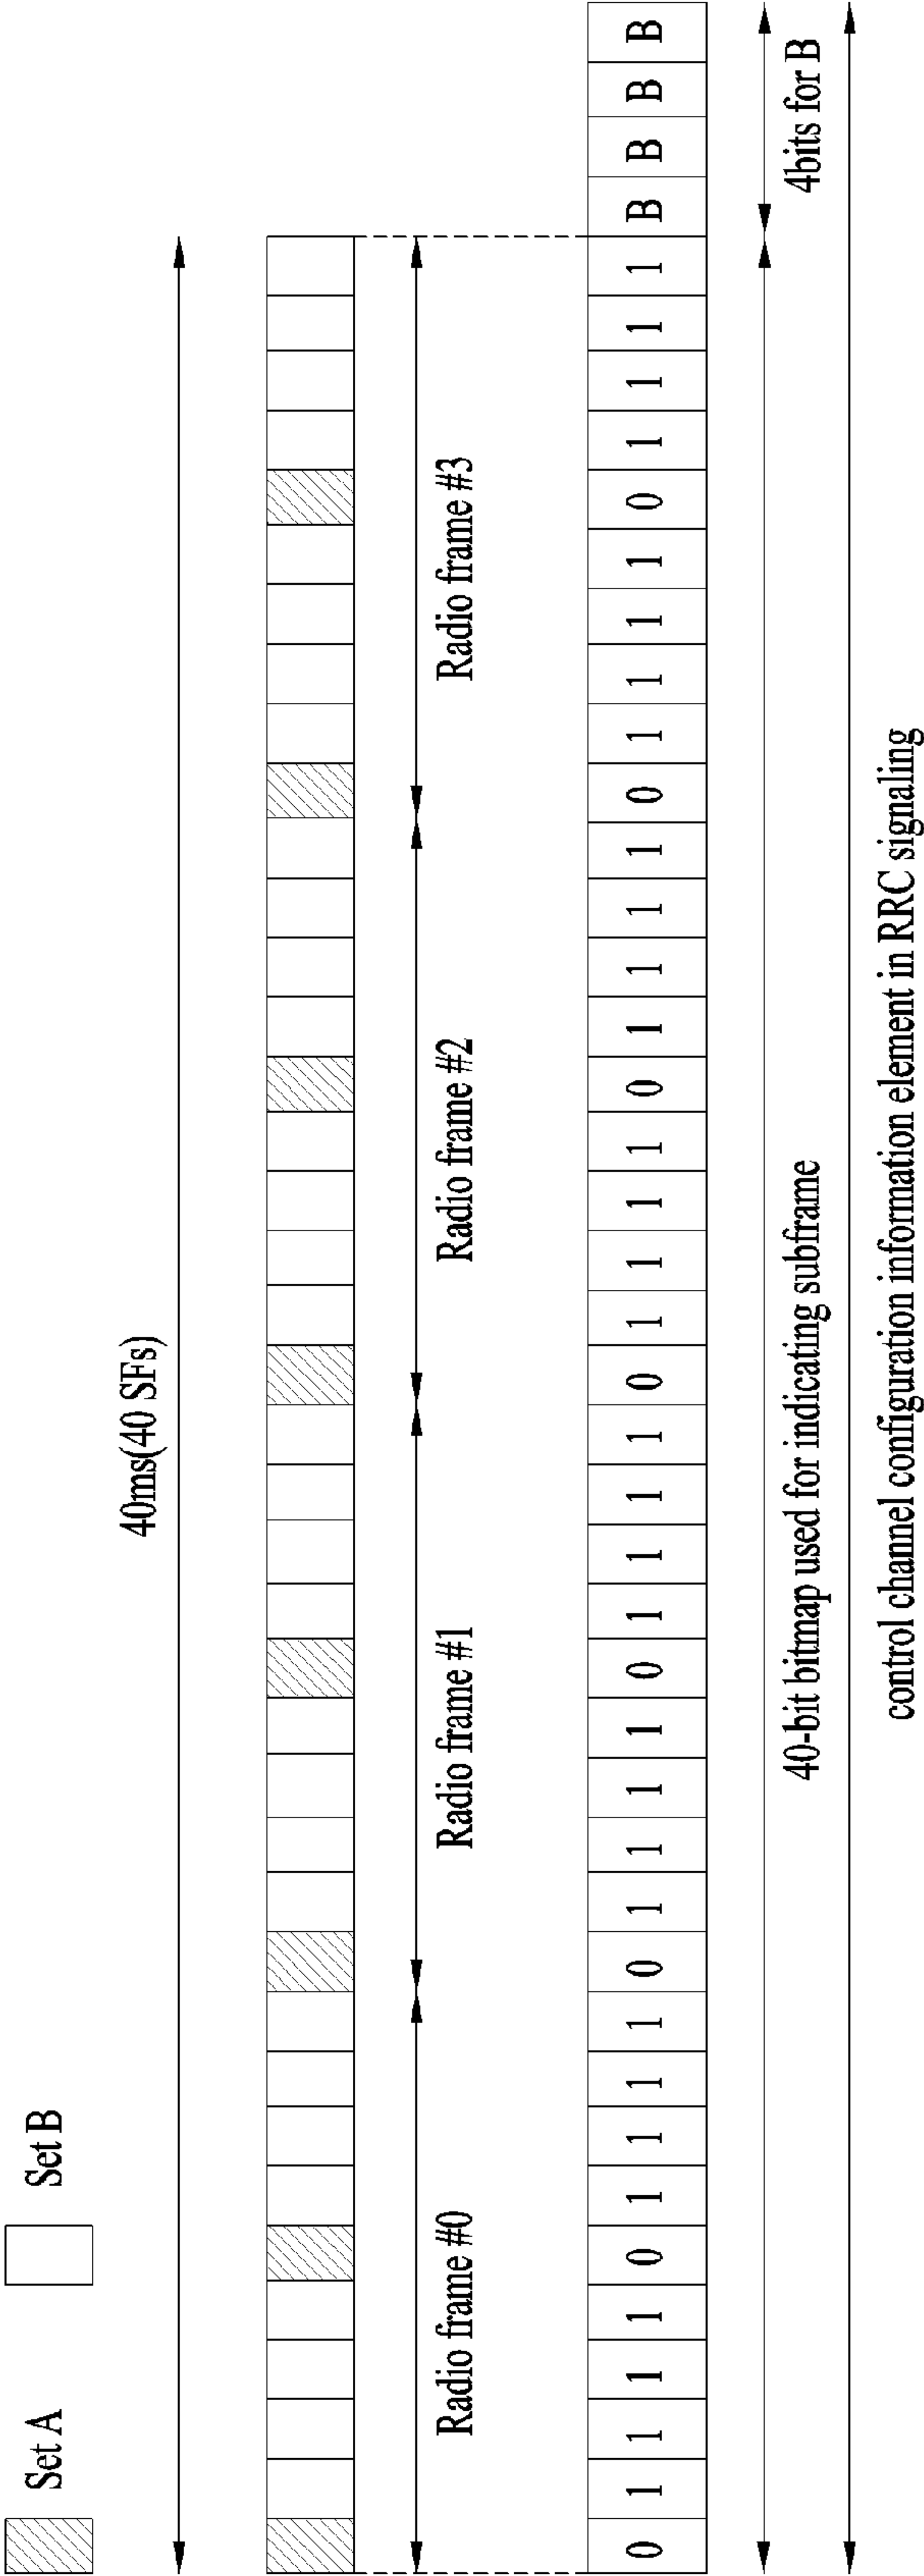 Set A
Set B
40ms(40 SFs)
Radio frame #0
Radio frame #1
Radio frame #2
Radio frame #3
0 1 1 1 1 0 1 1 1 1 0 1 1 1 1 0 1 1 1 1 0 1 1 1 1 0 1 1 1 1 0 1 1 1 1 0 1 1 1 1 B B B B
40-bit bitmap used for indicating subframe
4bits for B
control channel configuration information element in RRC signaling